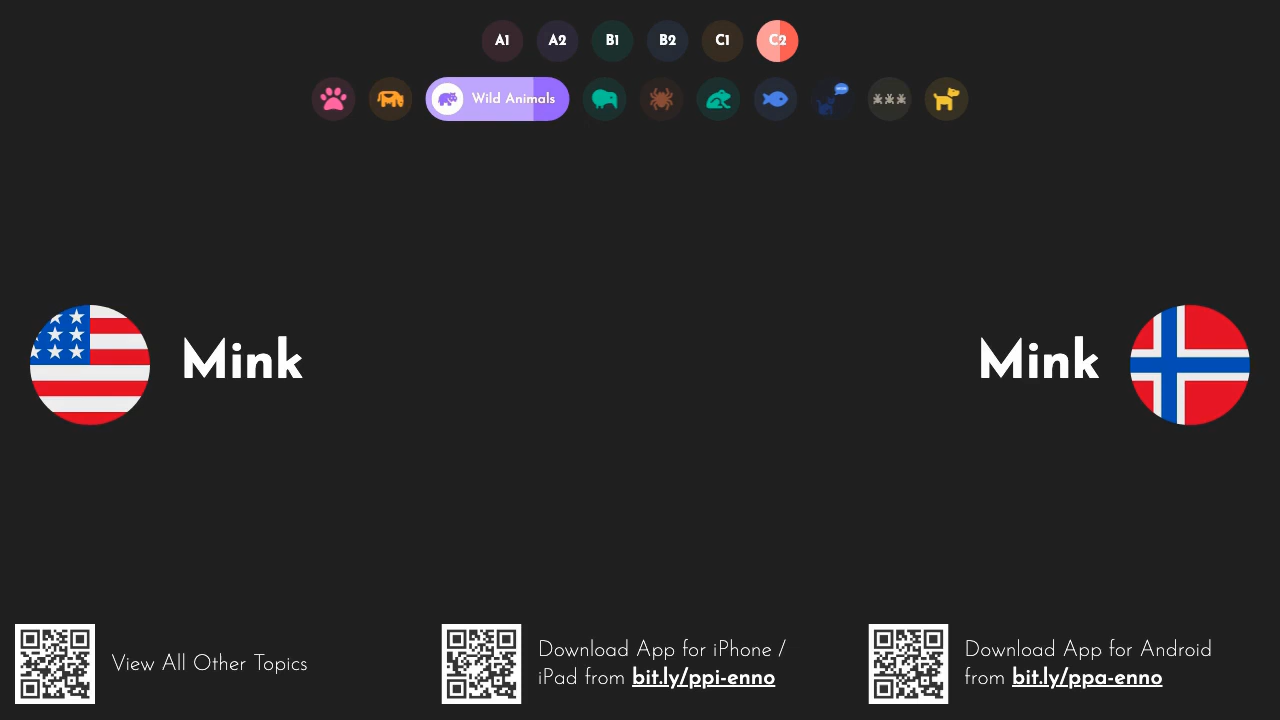 A1 A2 B1 B2 C1 C2
Wild Animals
Mink
Mink
View All Other Topics
Download App for iPhone /
iPad from bit.ly/ppi-enno
Download App for Android
from bit.ly/ppa-enno